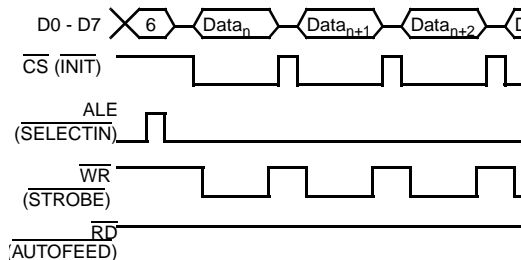 D0 - D7 6 Data_n Data_n+1 Data_n+2 D
CS (INIT)
ALE
(SELECTIN)
WR
(STROBE)
RD
(AUTOFEED)